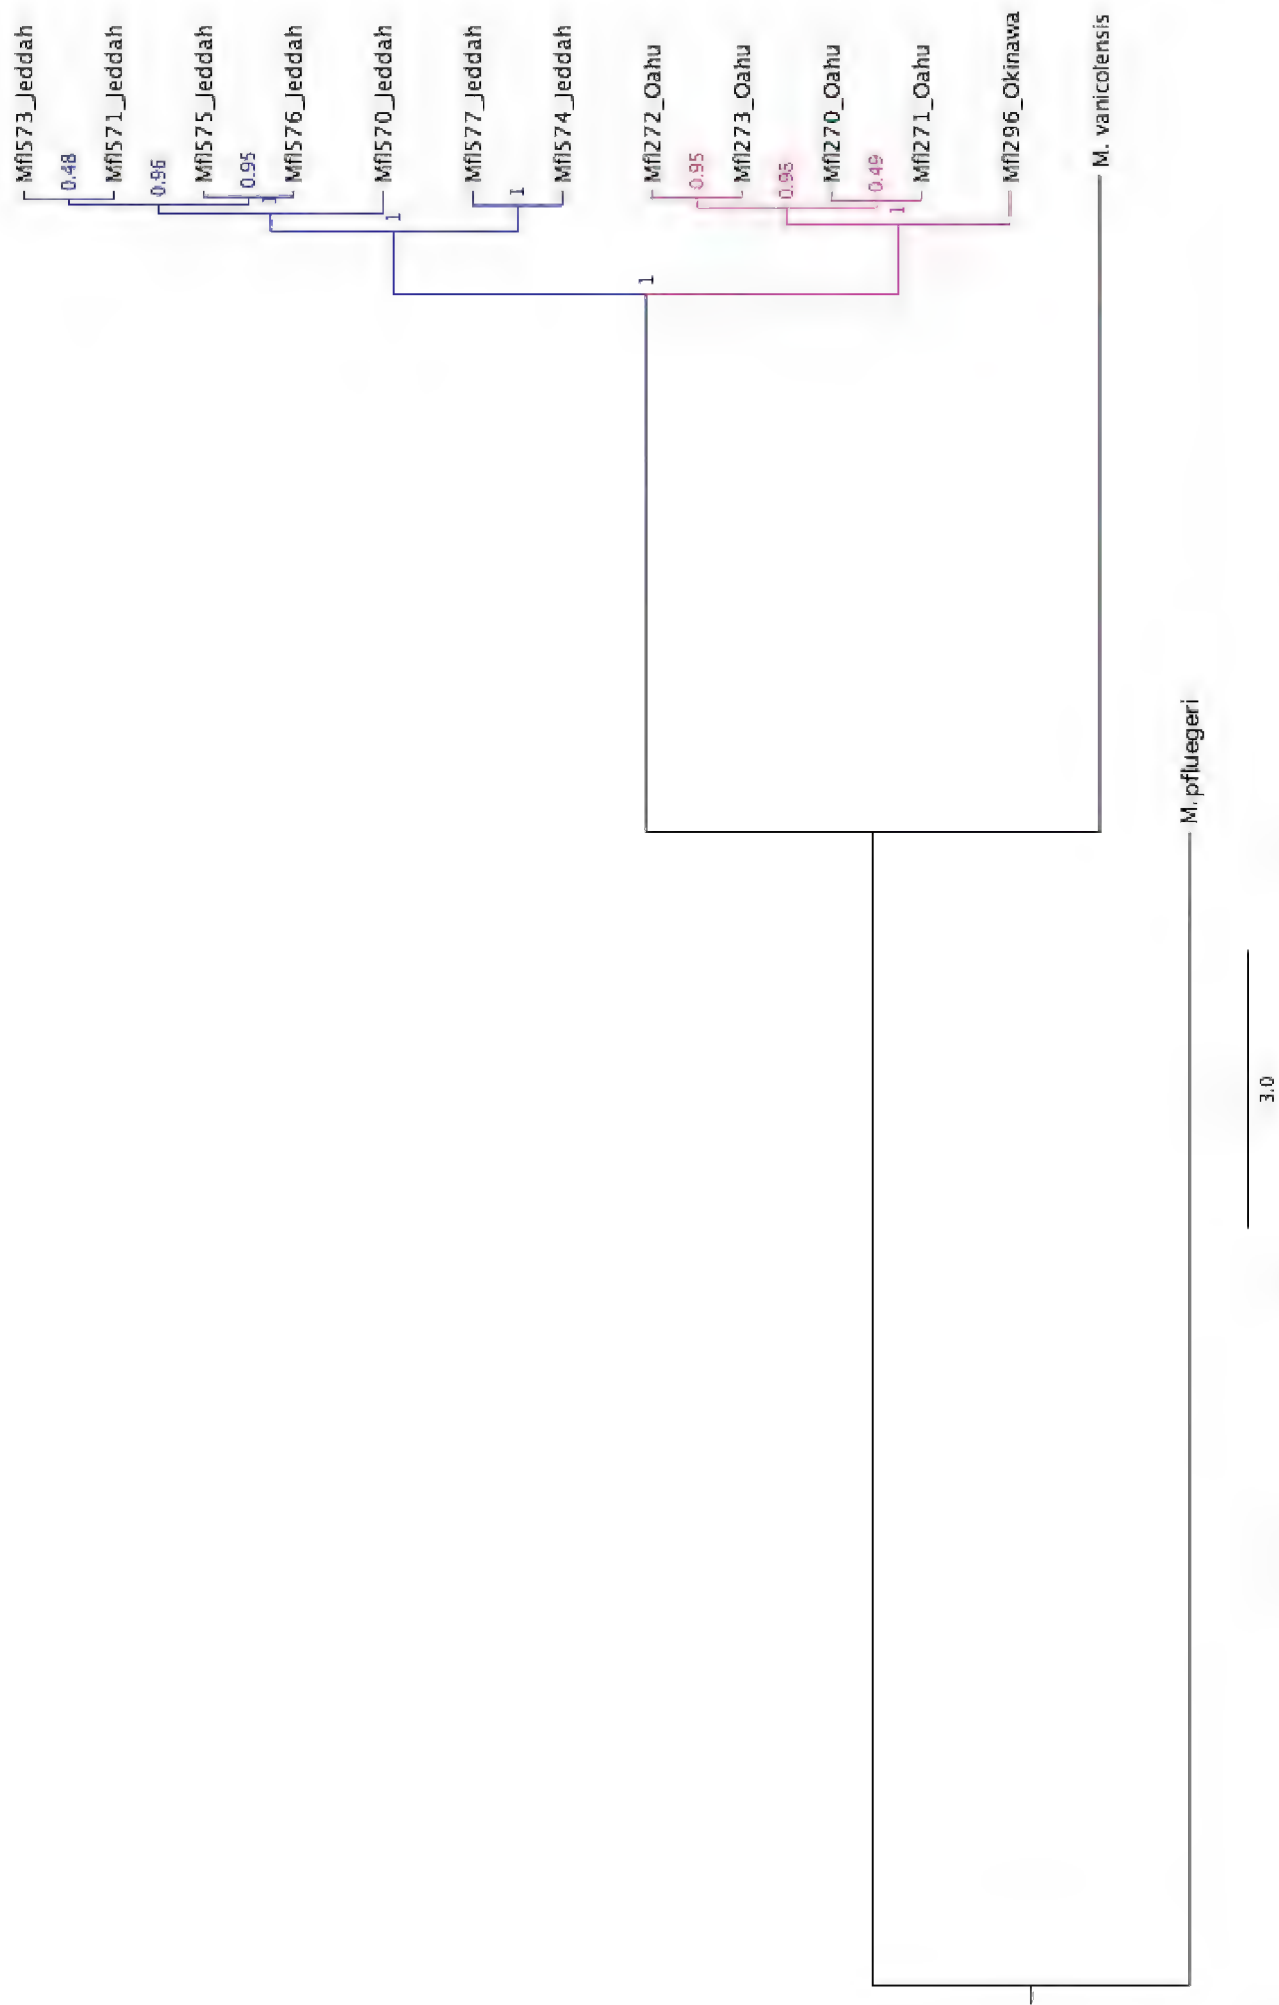 Mfl573_Jeddah
0.48
Mfl571_Jeddah
0.96
Mfl575_Jeddah
0.95
Mfl576_Jeddah
1
Mfl570_Jeddah
1
Mfl577_Jeddah
1
Mfl574_Jeddah
1
Mfl272_Oahu
0.95
Mfl273_Oahu
0.98
Mfl270_Oahu
0.49
Mfl271_Oahu
1
Mfl296_Okinawa
M. vanicolensis
M. pfluegeri
3.0